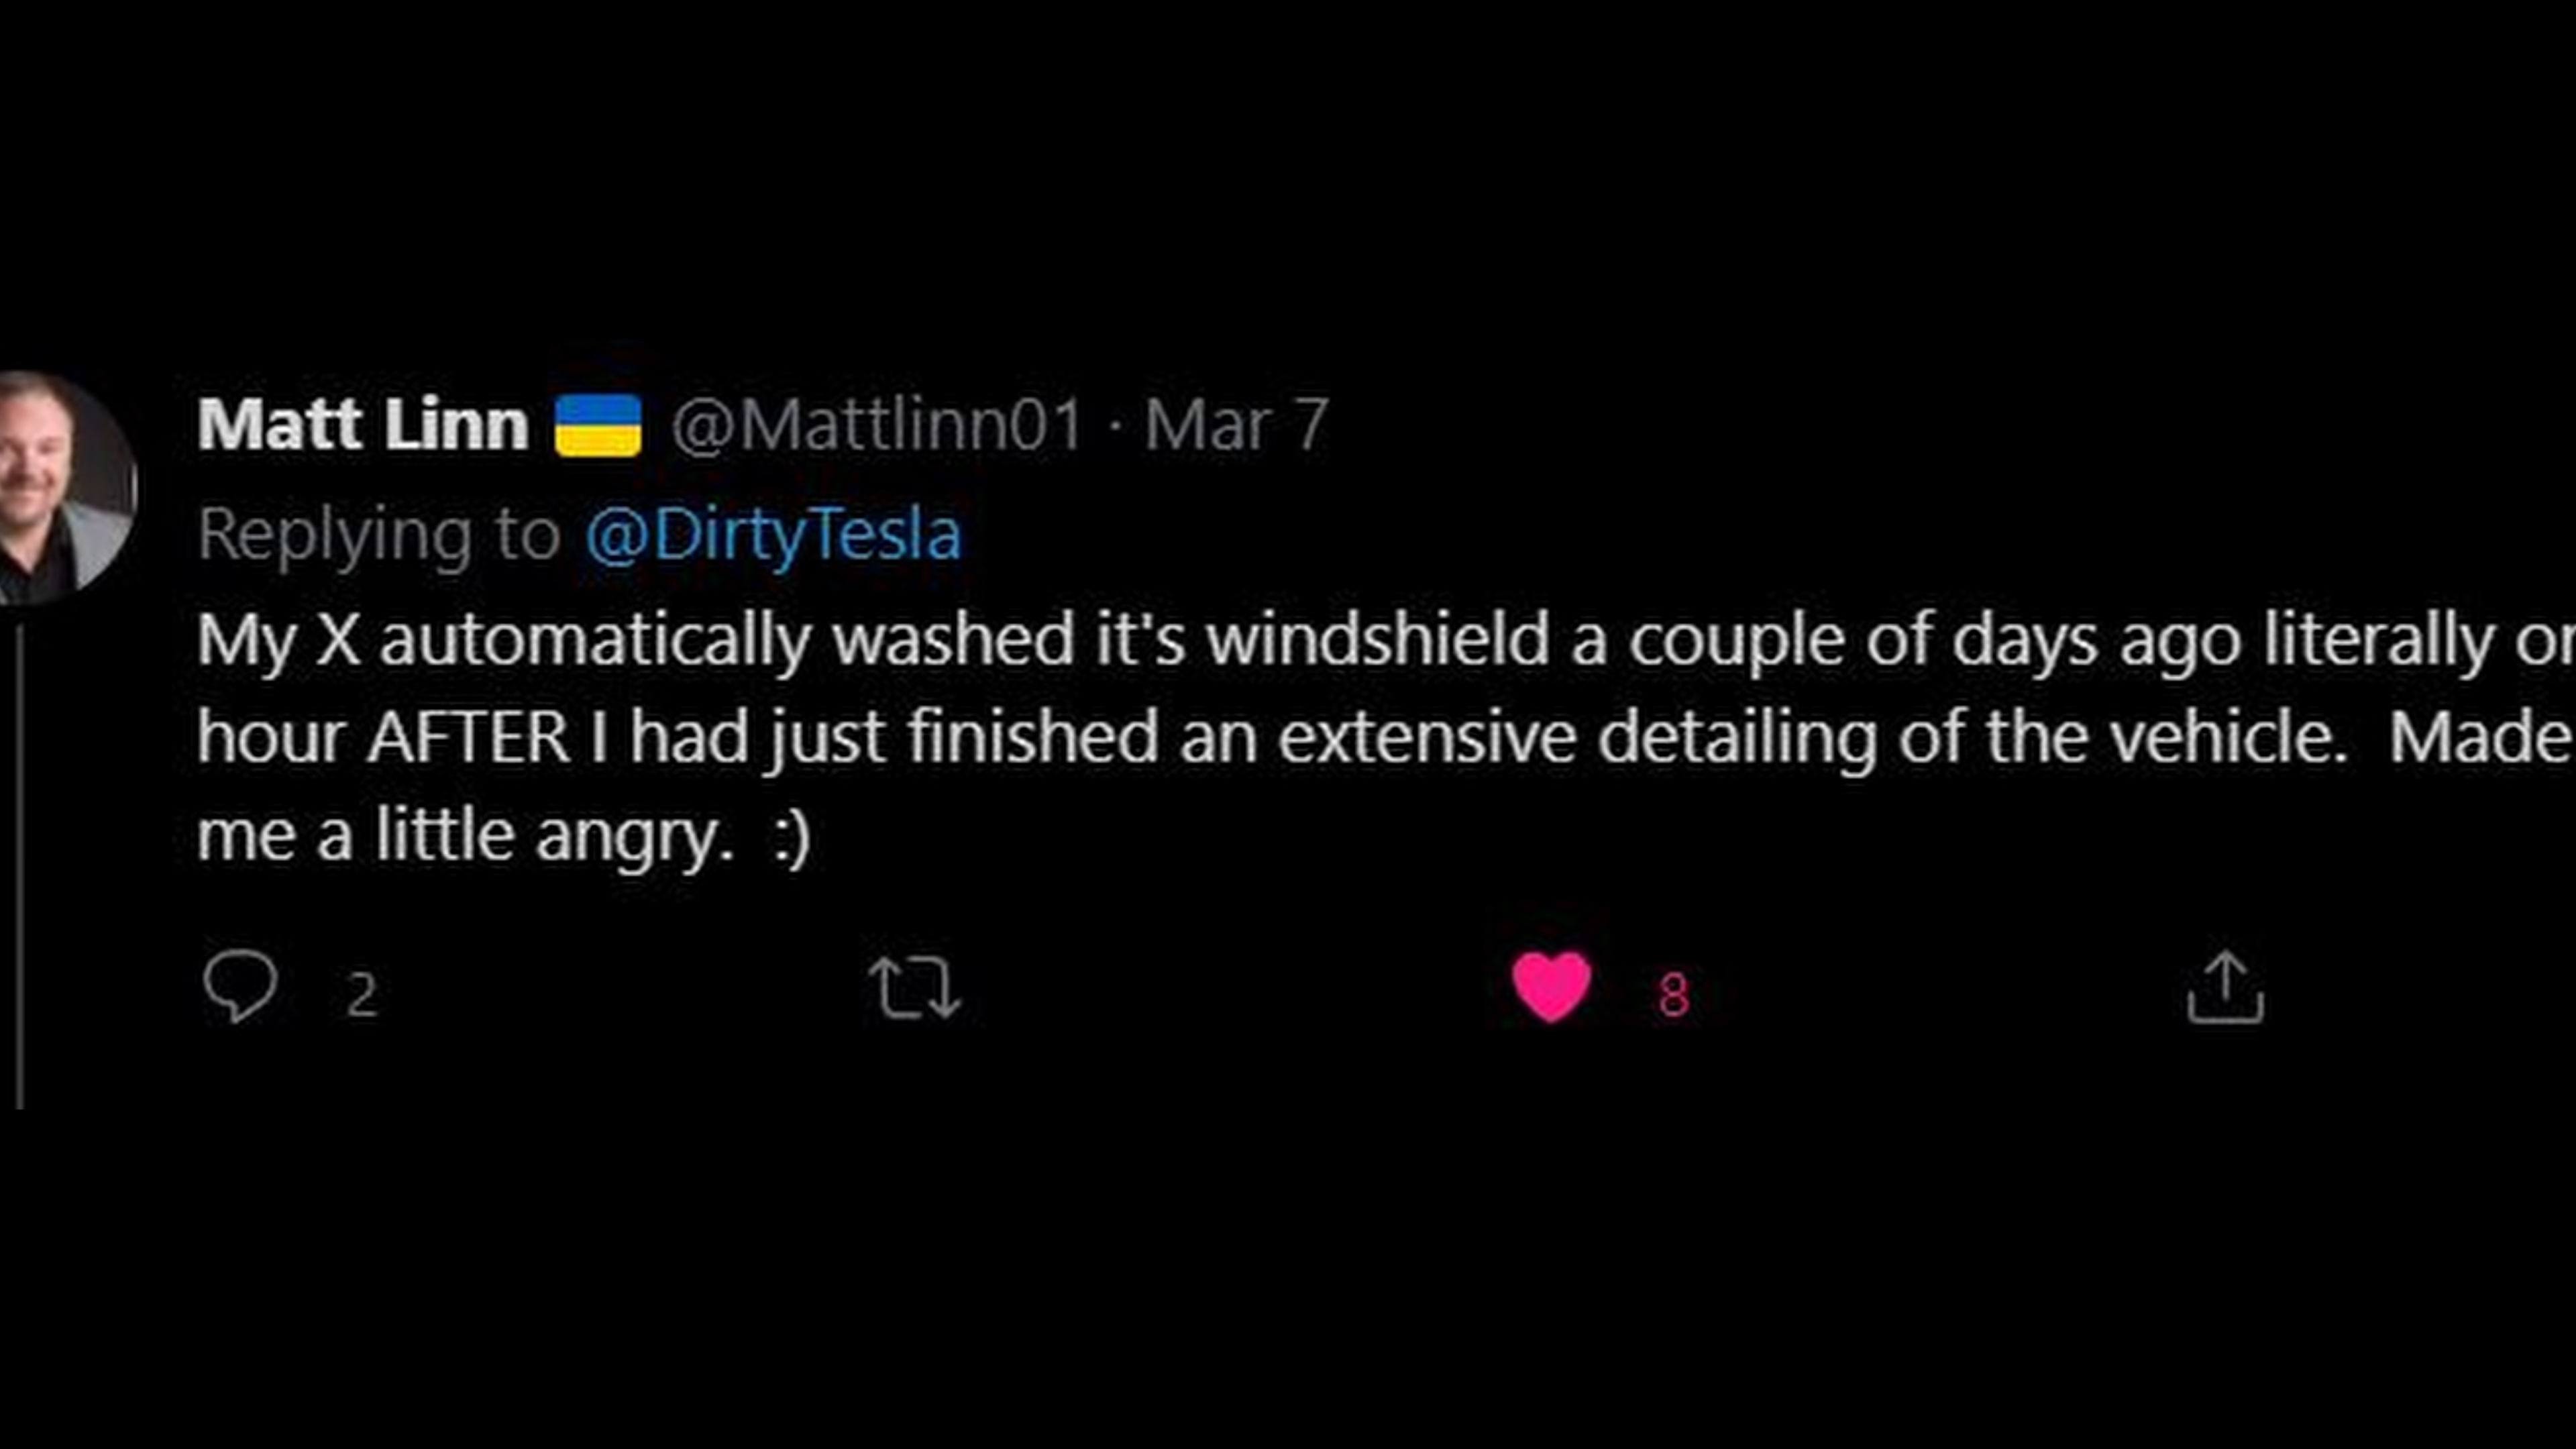 Matt Linn 🇺🇦 @Mattlinn01 · Mar 7
Replying to @DirtyTesla
My X automatically washed it's windshield a couple of days ago literally
hour AFTER I had just finished an extensive detailing of the vehicle.  Made
me a little angry.  :)
2 8